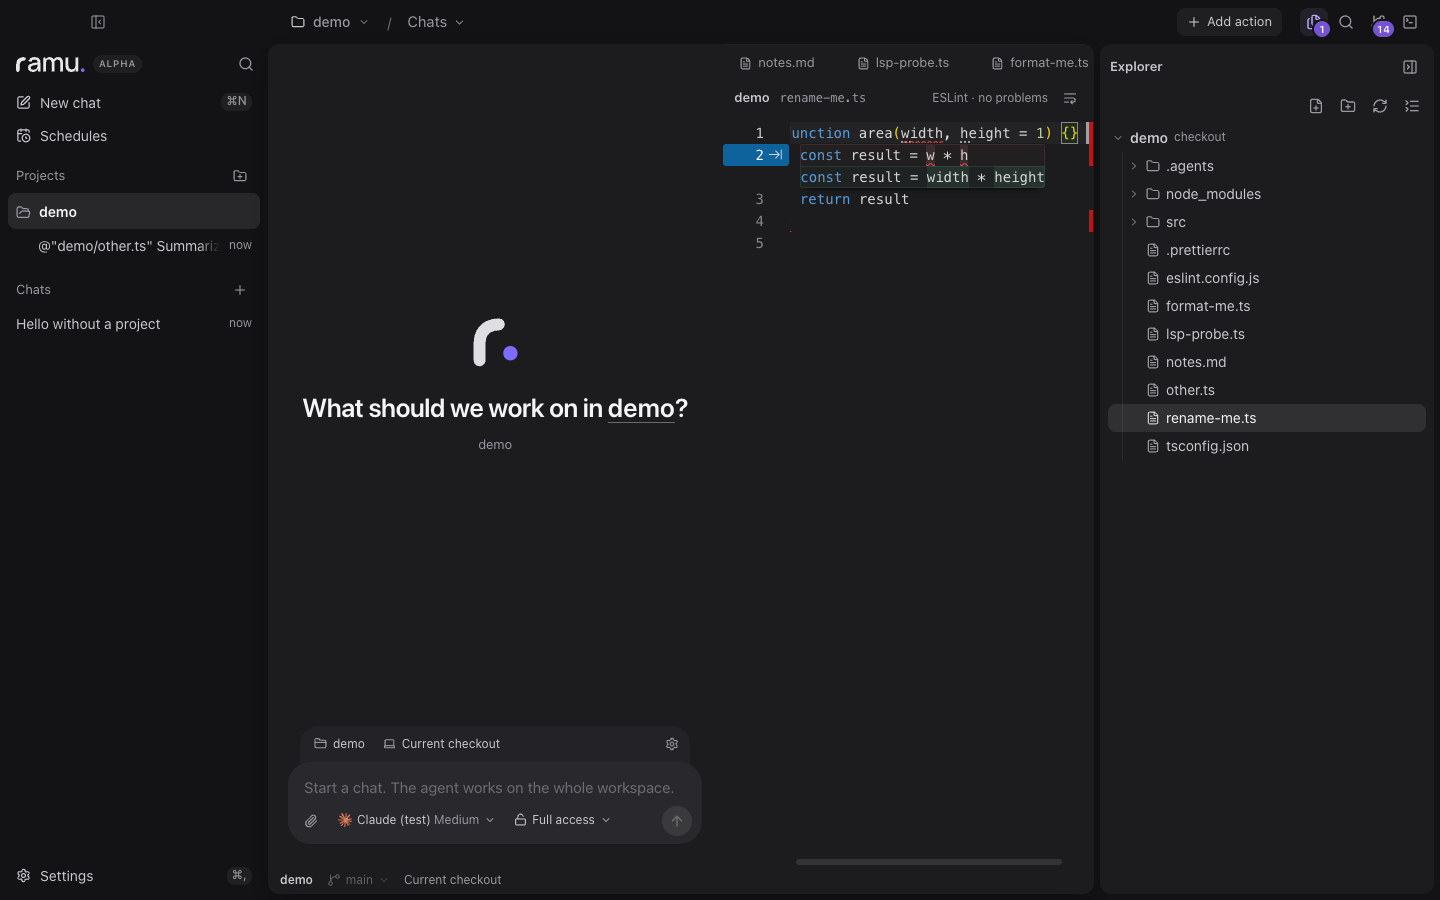 demo / Chats
Add action
1
14
ramu. ALPHA
New chat ⌘N
Schedules
Projects
demo
@"demo/other.ts" Summariz now
Chats
Hello without a project now
Settings ⌘,
What should we work on in demo?
demo
demo Current checkout
Start a chat. The agent works on the whole workspace.
Claude (test) Medium Full access
demo main Current checkout
notes.md lsp-probe.ts format-me.ts
demo rename-me.ts ESLint · no problems
1 unction area(width, height = 1) {}
2 const result = w * h
const result = width * height
3 return result
4
5
Explorer
demo checkout
.agents
node_modules
src
.prettierrc
eslint.config.js
format-me.ts
lsp-probe.ts
notes.md
other.ts
rename-me.ts
tsconfig.json